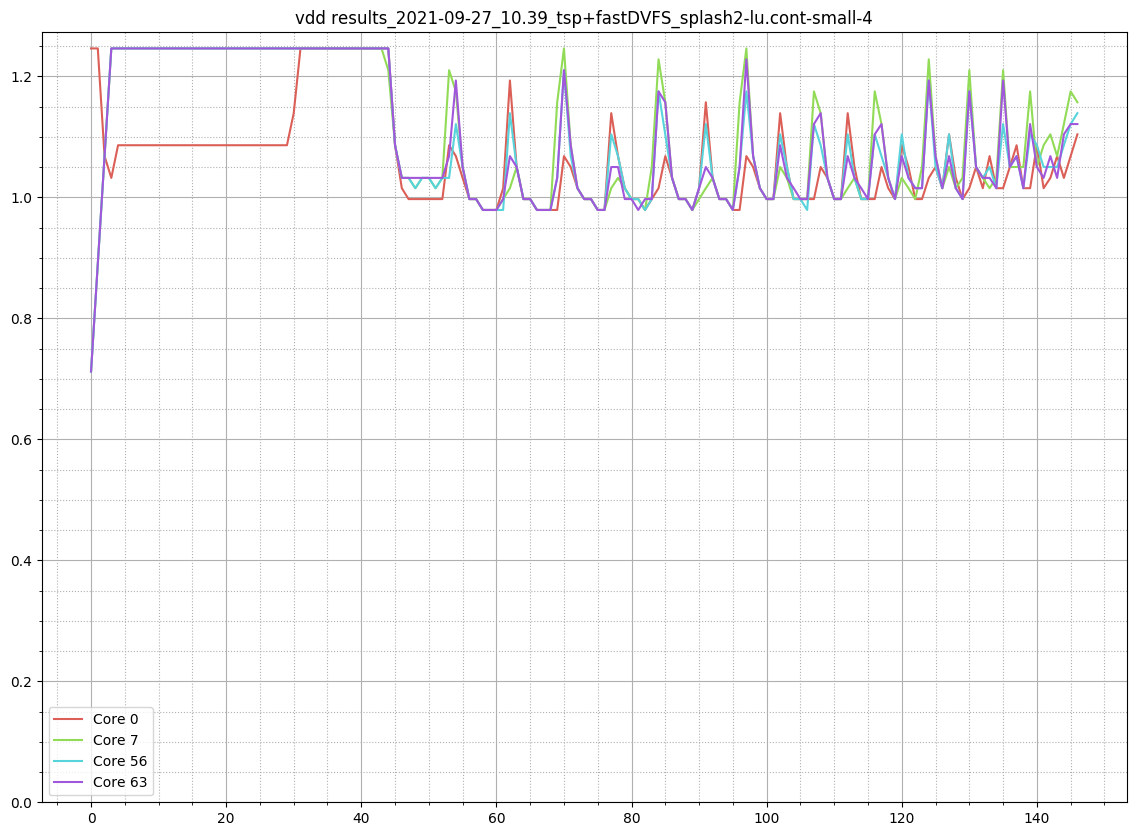 vdd results_2021-09-27_10.39_tsp+fastDVFS_splash2-lu.cont-small-4
1.2
1.0
0.8
0.6
0.4
0.2
0.0
Core 0
Core 7
Core 56
Core 63
0 20 40 60 80 100 120 140